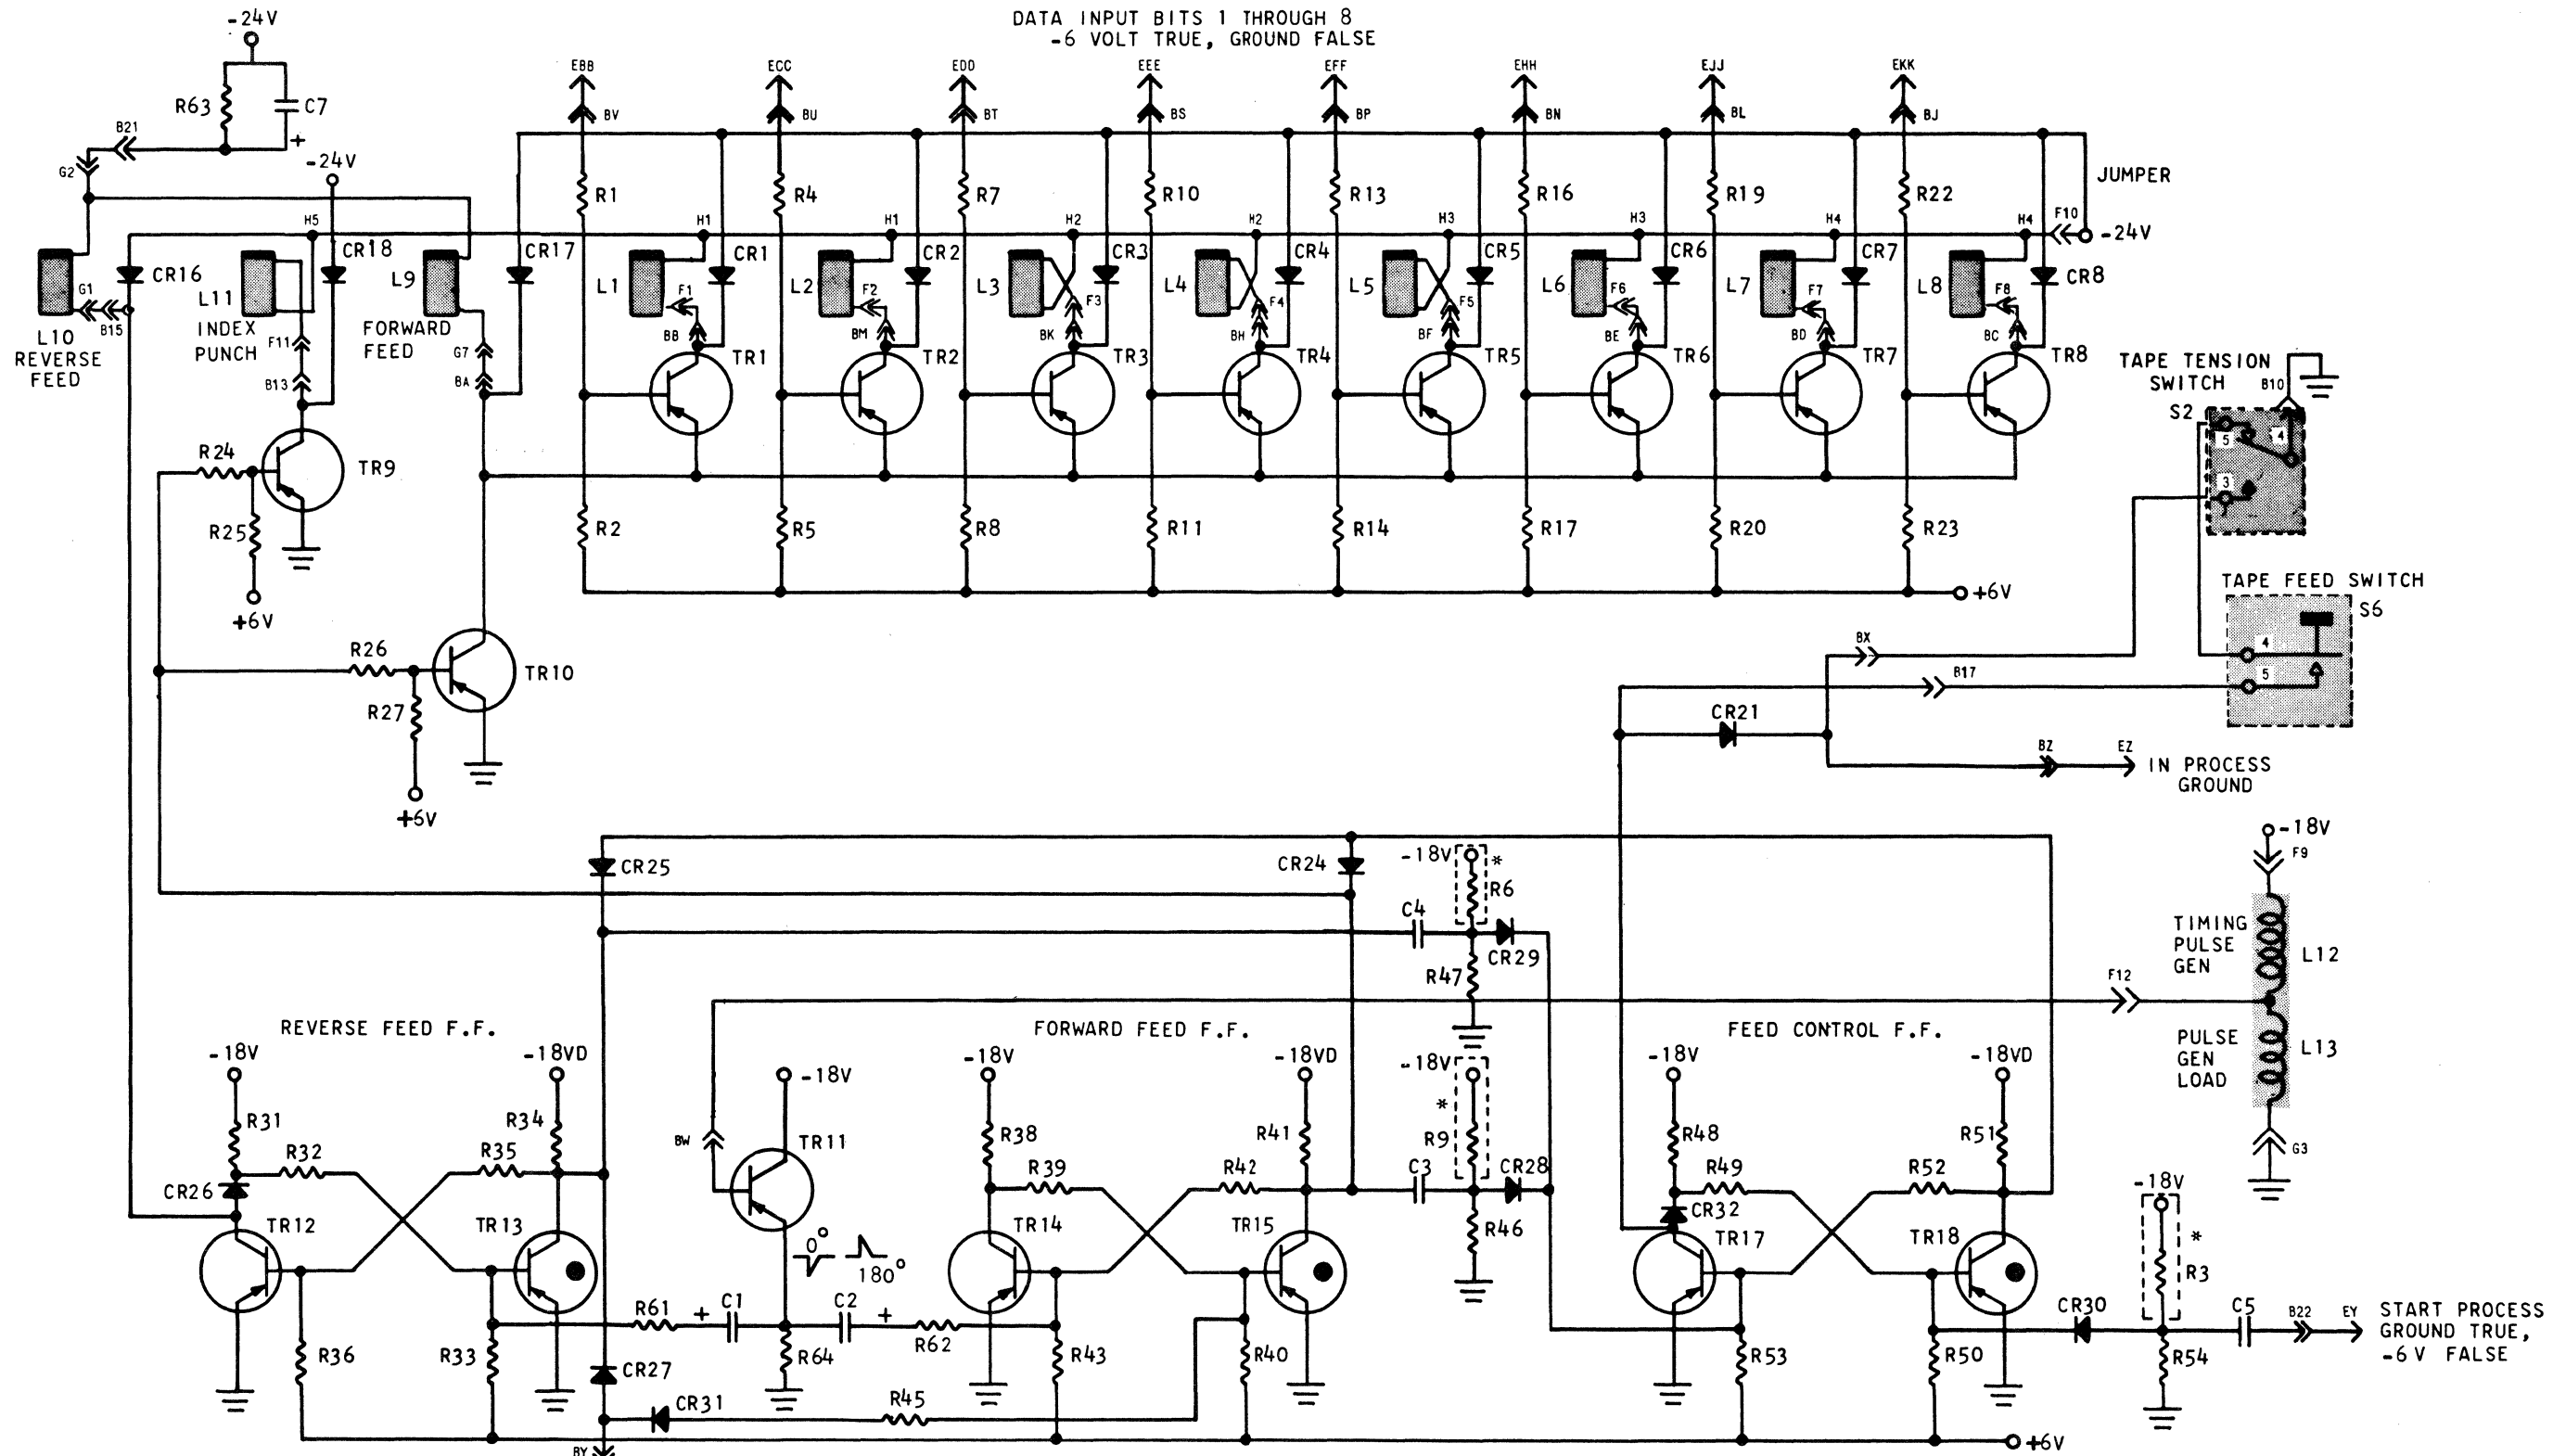 DATA INPUT BITS 1 THROUGH 8
-6 VOLT TRUE, GROUND FALSE
-24V
EBB
ECC
EDD
EEE
EFF
EHH
EJJ
EKK
R63
C7
+
B21
BV
BU
BT
BS
BP
BN
BL
BJ
G2
-24V
R1
R4
R7
R10
R13
R16
R19
R22
JUMPER
H5
H1
H1
H2
H2
H3
H3
H4
H4
F10
-24V
CR16
CR18
L9
CR17
CR1
CR2
CR3
CR4
CR5
CR6
CR7
CR8
G1
B15
L11
L1
F1
L2
F2
L3
F3
L4
F4
L5
F5
L6
F6
L7
F7
L8
F8
L10
REVERSE
FEED
INDEX
PUNCH
F11
B13
FORWARD
FEED
G7
BA
BB
BM
BK
BH
BF
BE
BD
BC
TR1
TR2
TR3
TR4
TR5
TR6
TR7
TR8
TAPE TENSION
SWITCH
B10
S2
5
4
3
R24
TR9
R25
+6V
R2
R5
R8
R11
R14
R17
R20
R23
+6V
TAPE FEED SWITCH
S6
4
5
R26
TR10
R27
+6V
BX
B17
CR21
BZ
EZ
IN PROCESS
GROUND
CR25
CR24
-18V
*
R6
C4
CR29
R47
-18V
F9
TIMING
PULSE
GEN
L12
F12
PULSE
GEN
LOAD
L13
G3
REVERSE FEED F.F.
FORWARD FEED F.F.
FEED CONTROL F.F.
-18V
-18VD
-18V
-18V
-18VD
-18V
*
R9
-18V
-18VD
R31
R34
R32
R35
CR26
TR12
TR13
BW
TR11
0°
180°
R38
R41
R39
R42
TR14
TR15
C3
CR28
R46
R48
R51
R49
R52
CR32
TR17
TR18
-18V
*
R3
R61
+
C1
C2
+
R62
R64
R36
R33
CR27
CR31
R45
R43
R40
R53
R50
CR30
C5
B22
EY
R54
START PROCESS
GROUND TRUE,
-6V FALSE
BY
+6V